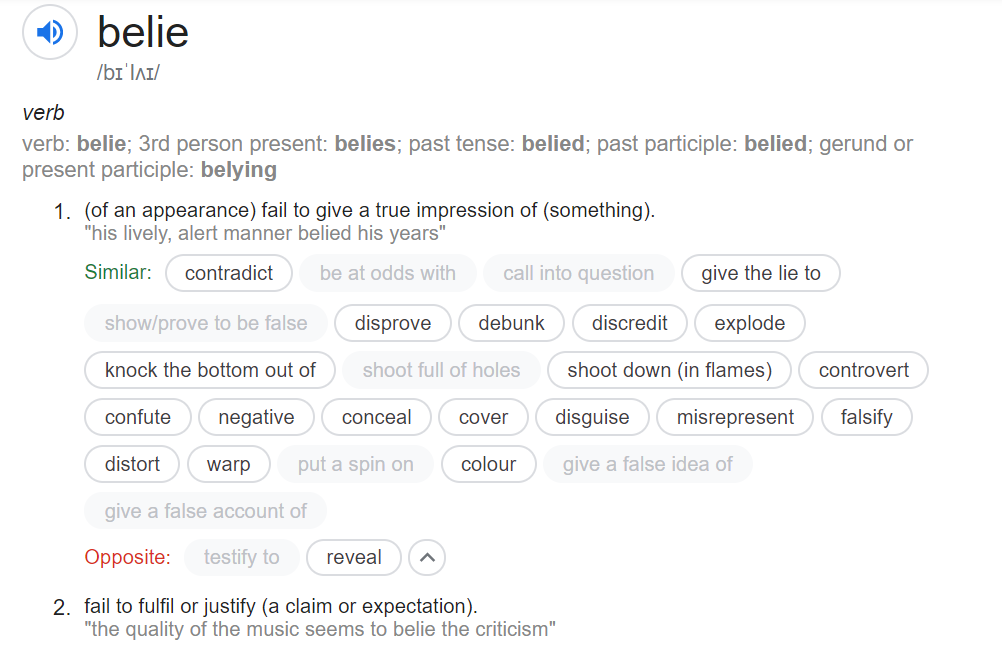 belie
/bɪˈlʌɪ/
verb
verb: belie; 3rd person present: belies; past tense: belied; past participle: belied; gerund or
present participle: belying
1. (of an appearance) fail to give a true impression of (something).
"his lively, alert manner belied his years"
Similar: contradict be at odds with call into question give the lie to
show/prove to be false disprove debunk discredit explode
knock the bottom out of shoot full of holes shoot down (in flames) controvert
confute negative conceal cover disguise misrepresent falsify
distort warp put a spin on colour give a false idea of
give a false account of
Opposite: testify to reveal
2. fail to fulfil or justify (a claim or expectation).
"the quality of the music seems to belie the criticism"